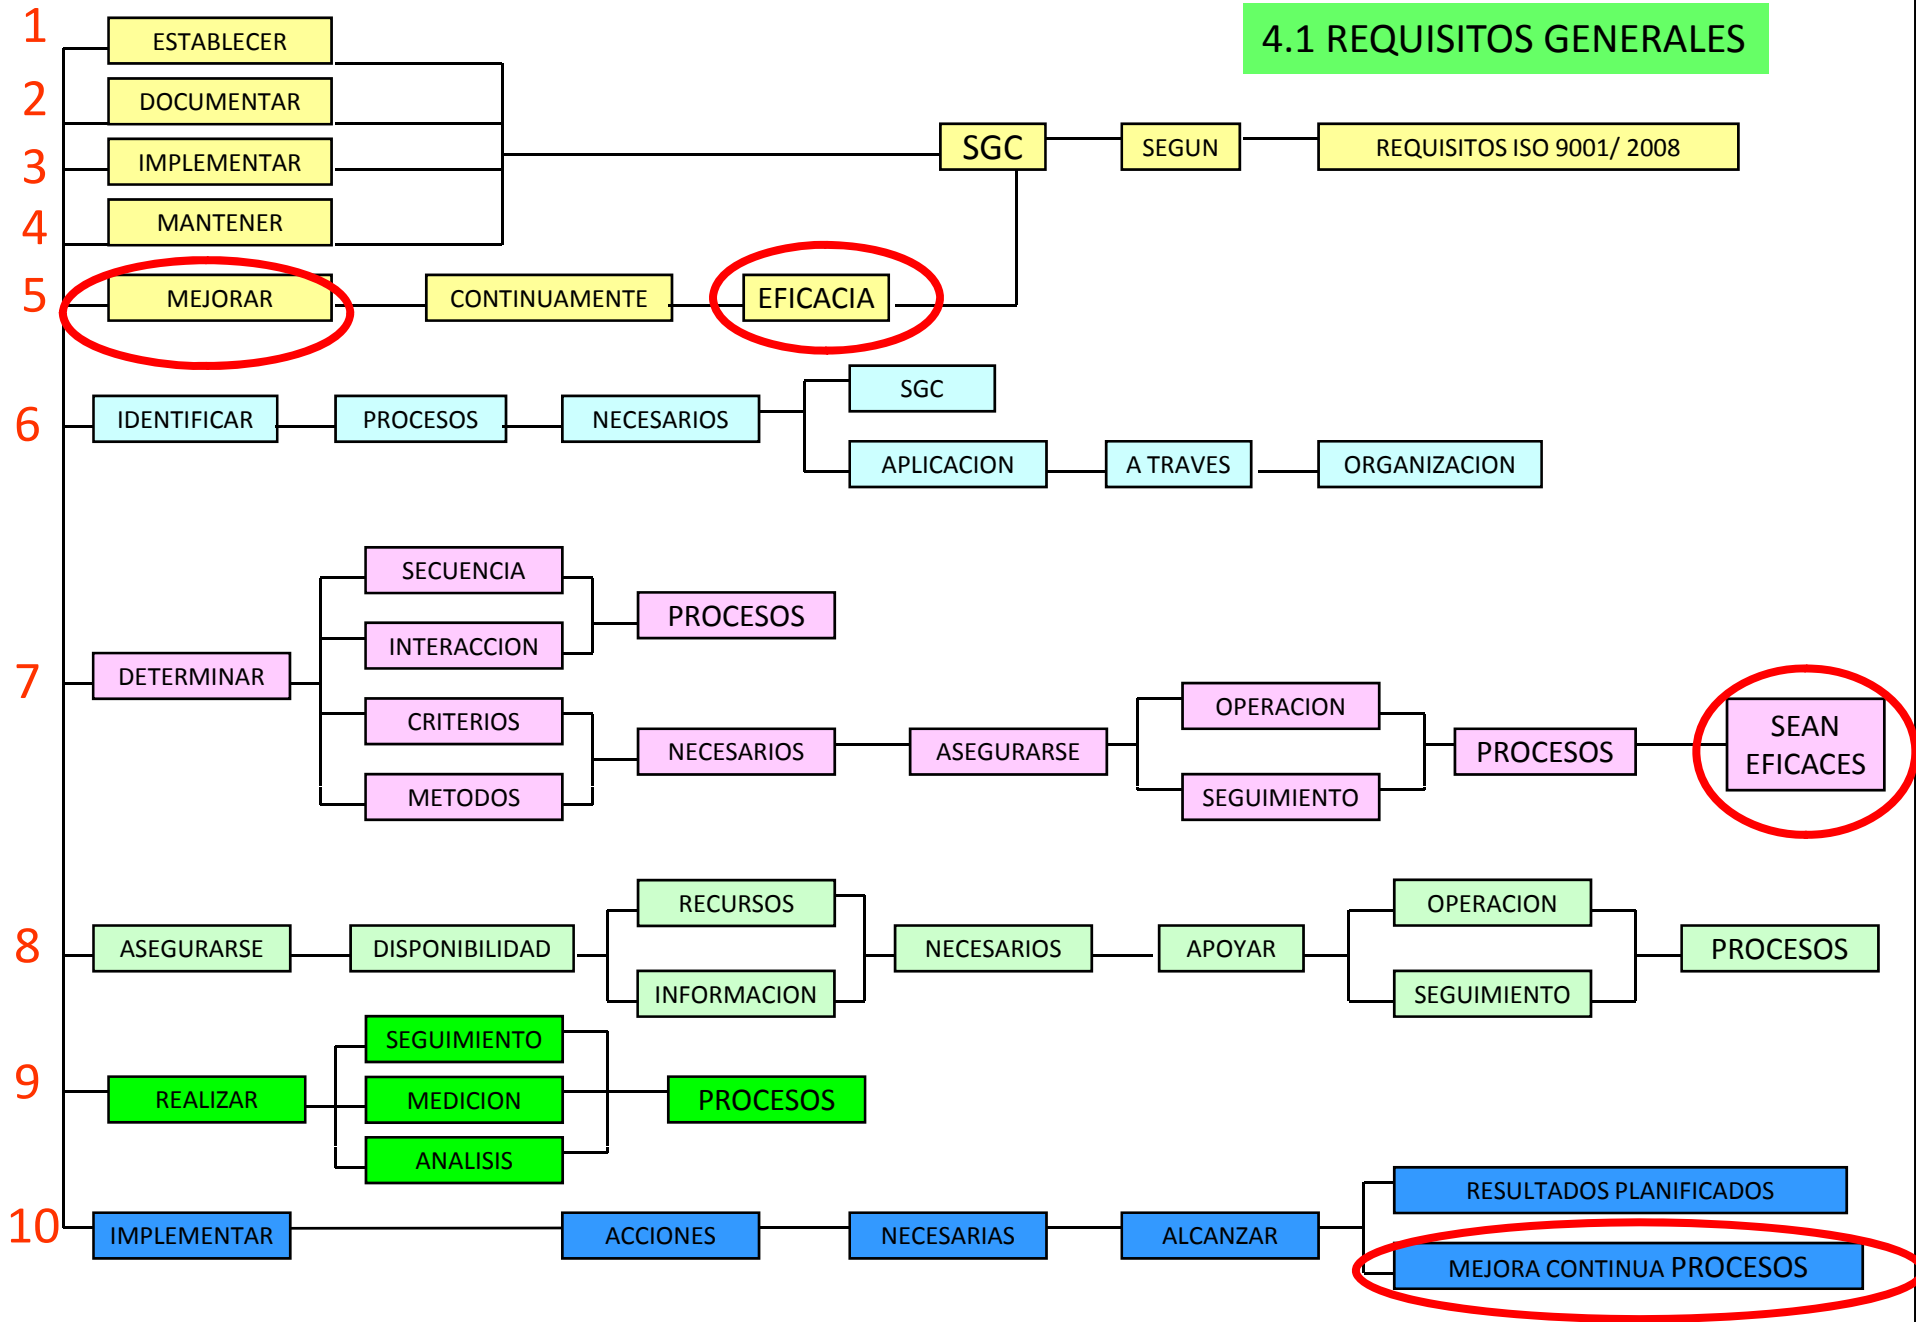 4.1 REQUISITOS GENERALES
1
ESTABLECER
2
DOCUMENTAR
3
IMPLEMENTAR
SGC
SEGUN
REQUISITOS ISO 9001/ 2008
4
MANTENER
5
MEJORAR
CONTINUAMENTE
EFICACIA
6
IDENTIFICAR
PROCESOS
NECESARIOS
SGC
APLICACION
A TRAVES
ORGANIZACION
7
DETERMINAR
SECUENCIA
INTERACCION
PROCESOS
CRITERIOS
METODOS
NECESARIOS
ASEGURARSE
OPERACION
SEGUIMIENTO
PROCESOS
SEAN
EFICACES
8
ASEGURARSE
DISPONIBILIDAD
RECURSOS
INFORMACION
NECESARIOS
APOYAR
OPERACION
SEGUIMIENTO
PROCESOS
9
REALIZAR
SEGUIMIENTO
MEDICION
ANALISIS
PROCESOS
10
IMPLEMENTAR
ACCIONES
NECESARIAS
ALCANZAR
RESULTADOS PLANIFICADOS
MEJORA CONTINUA PROCESOS